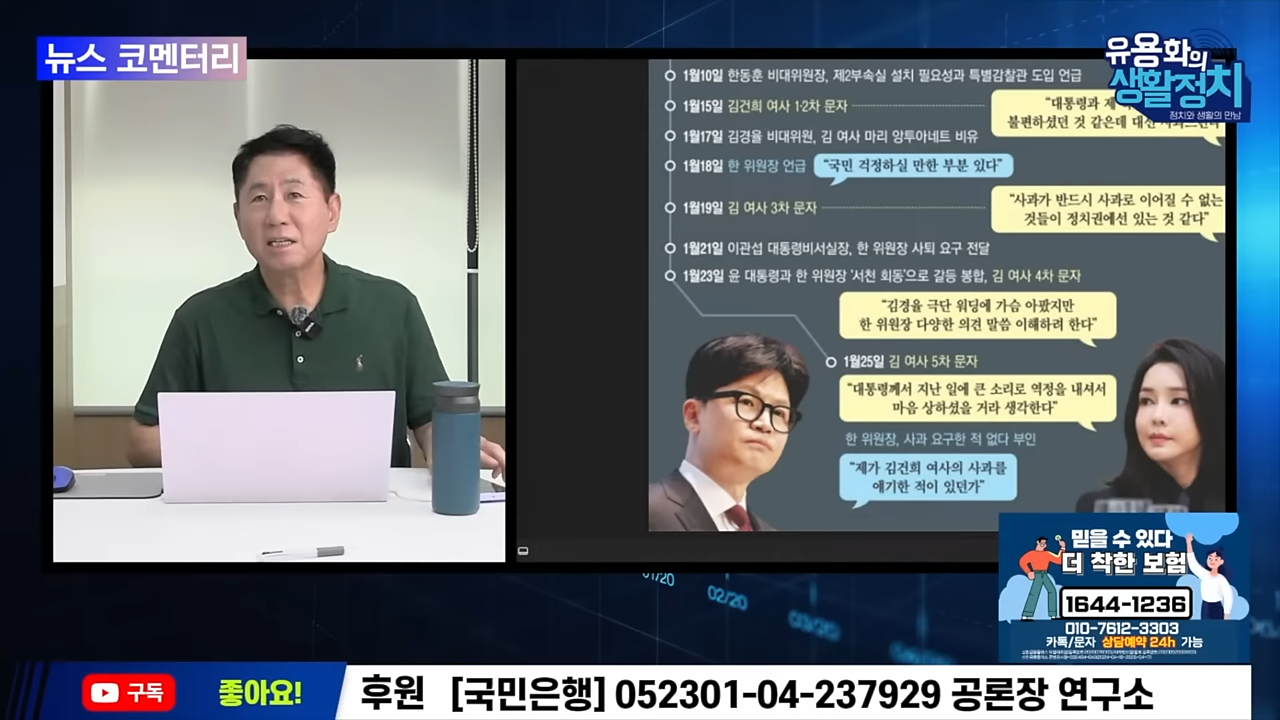 뉴스 코멘터리
유용화의
생활정치
정치와 생활의 만남
1월10일 한동훈 비대위원장, 제2부속실 설치 필요성과 특별감찰관 도입 언급
1월15일 김건희 여사 1·2차 문자
“대통령과 제
불편하셨던 것 같은데 대신
1월17일 김경율 비대위원, 김 여사 마리 앙투아네트 비유
1월18일 한 위원장 언급
“국민 걱정하실 만한 부분 있다”
1월19일 김 여사 3차 문자
“사과가 반드시 사과로 이어질 수 없는
것들이 정치권에선 있는 것 같다”
1월21일 이관섭 대통령비서실장, 한 위원장 사퇴 요구 전달
1월23일 윤 대통령과 한 위원장 ‘서천 회동’으로 갈등 봉합, 김 여사 4차 문자
“김경율 극단 워딩에 가슴 아팠지만
한 위원장 다양한 의견 말씀 이해하려 한다”
1월25일 김 여사 5차 문자
“대통령께서 지난 일에 큰 소리로 역정을 내셔서
마음 상하셨을 거라 생각한다”
한 위원장, 사과 요구한 적 없다 부인
“제가 김건희 여사의 사과를
얘기한 적이 있던가”
01/20
02/20
03/20
믿을 수 있다
더 착한 보험
1644-1236
010-7612-3303
카톡/문자 상담예약 24h 가능
구독
좋아요!
후원 [국민은행] 052301-04-237929 공론장 연구소